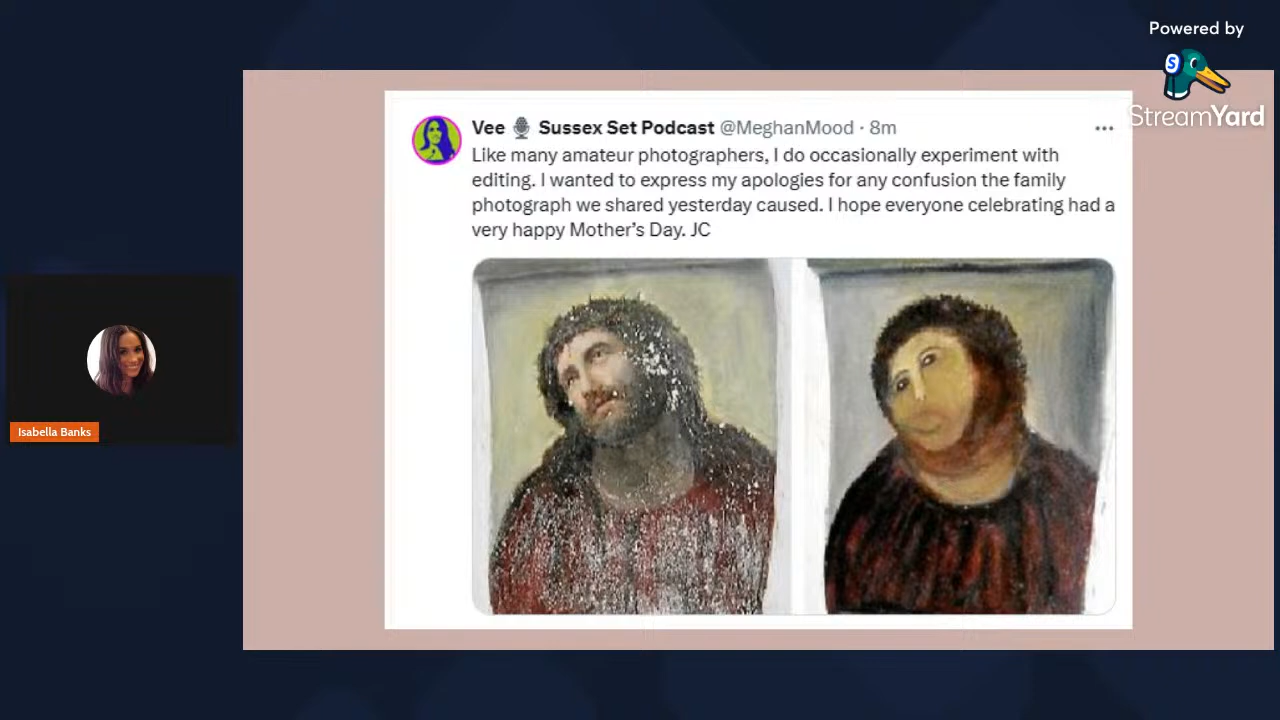 Powered by
S
StreamYard
Vee Sussex Set Podcast @MeghanMood · 8m
Like many amateur photographers, I do occasionally experiment with
editing. I wanted to express my apologies for any confusion the family
photograph we shared yesterday caused. I hope everyone celebrating had a
very happy Mother’s Day. JC
Isabella Banks